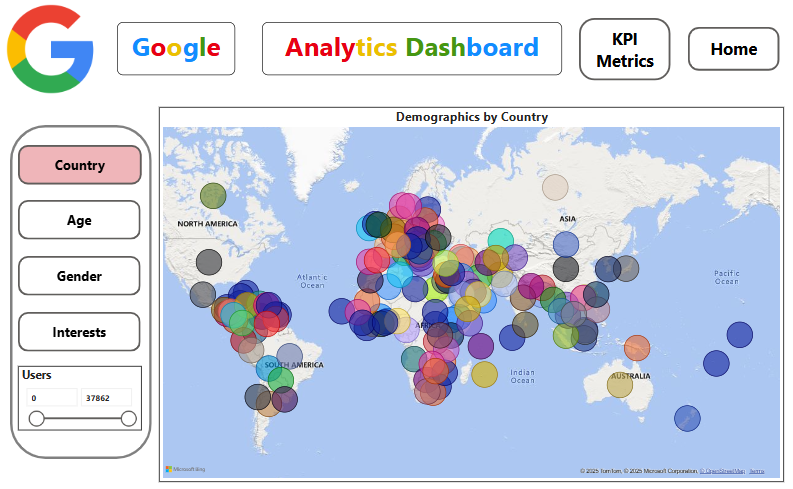 Google
Analytics Dashboard
KPI
Metrics
Home
Country
Age
Gender
Interests
Users
0 37862
Demographics by Country
NORTH AMERICA
ASIA
Atlantic
Ocean
Pacific
Ocean
SOUTH AMERICA
Indian
Ocean
AUSTRALIA
Microsoft Bing
© 2025 TomTom, © 2025 Microsoft Corporation, © OpenStreetMap Terms